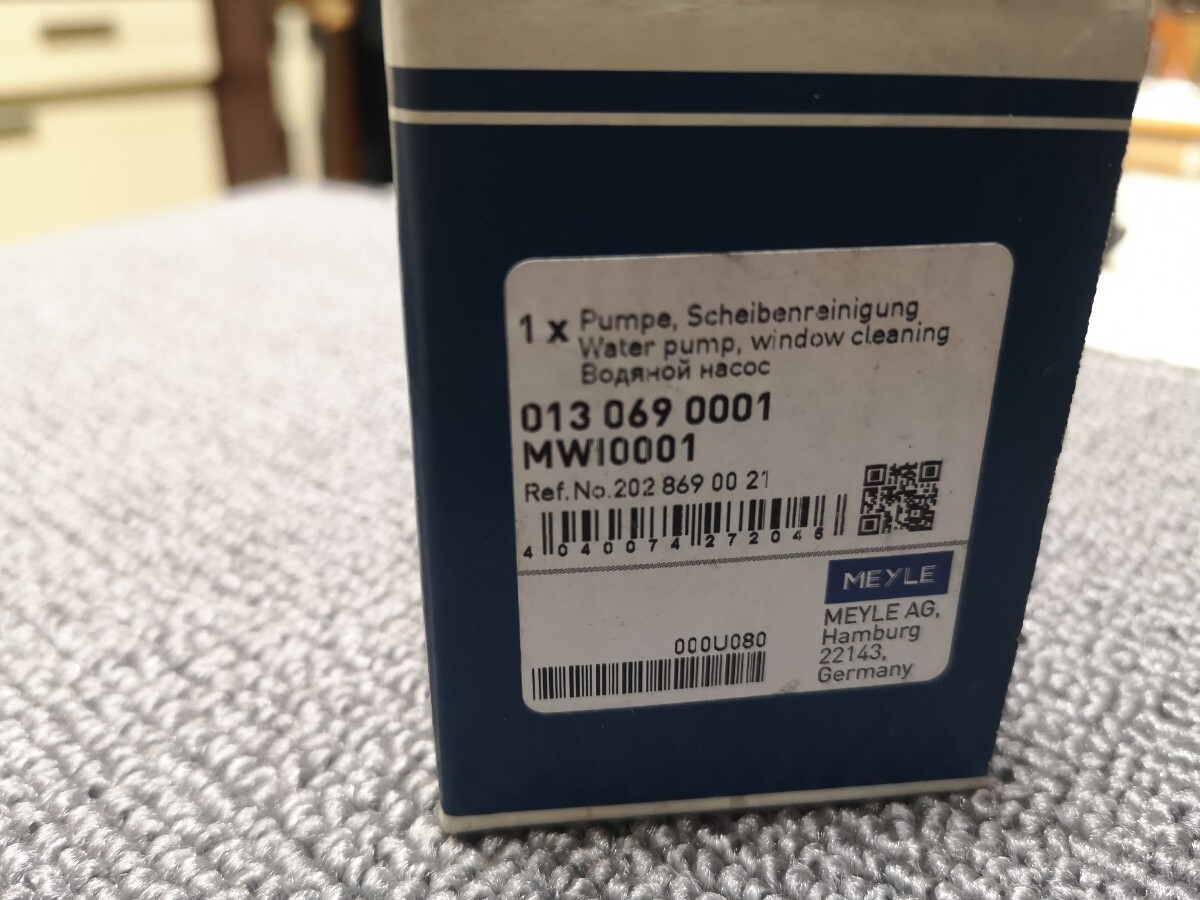 1 x Pumpe, Scheibenreinigung
Water pump, window cleaning
Водяной насос
013 069 0001
MWI0001
Ref.No.202 869 00 21
4 040074 272046
MEYLE
MEYLE AG,
Hamburg
22143,
Germany
000U080